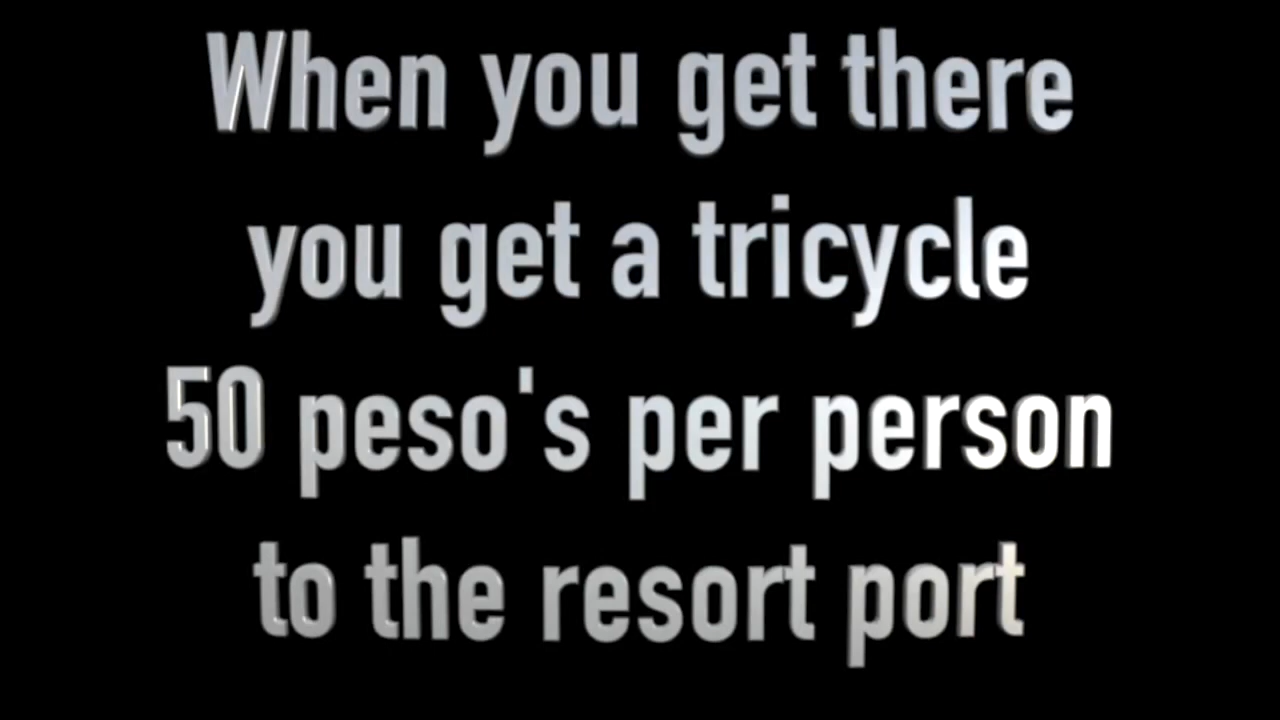 When you get there
you get a tricycle
50 peso's per person
to the resort port